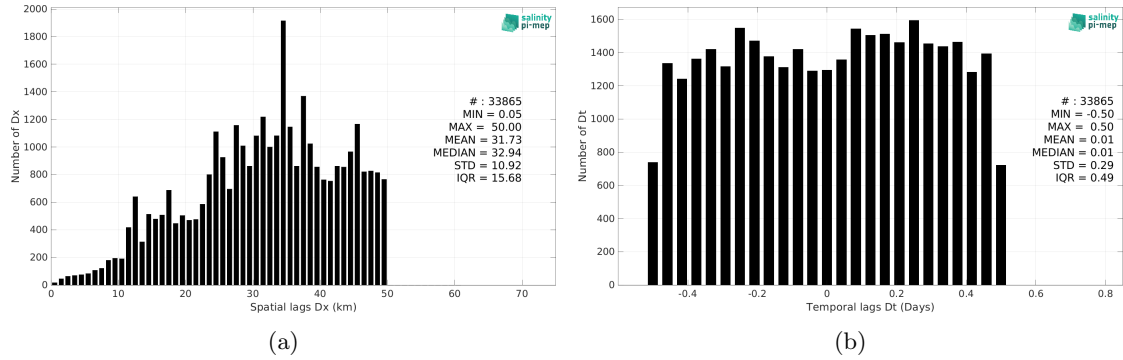 2000
1800
1600
1400
1200
1000
800
600
400
200
0
Number of Dx
salinity
pi-mep
# : 33865
MIN = 0.05
MAX = 50.00
MEAN = 31.73
MEDIAN = 32.94
STD = 10.92
IQR = 15.68
0 10 20 30 40 50 60 70
Spatial lags Dx (km)
(a)
1600
1400
1200
1000
800
600
400
200
0
Number of Dt
salinity
pi-mep
# : 33865
MIN = -0.50
MAX = 0.50
MEAN = 0.01
MEDIAN = 0.01
STD = 0.29
IQR = 0.49
-0.4 -0.2 0 0.2 0.4 0.6 0.8
Temporal lags Dt (Days)
(b)